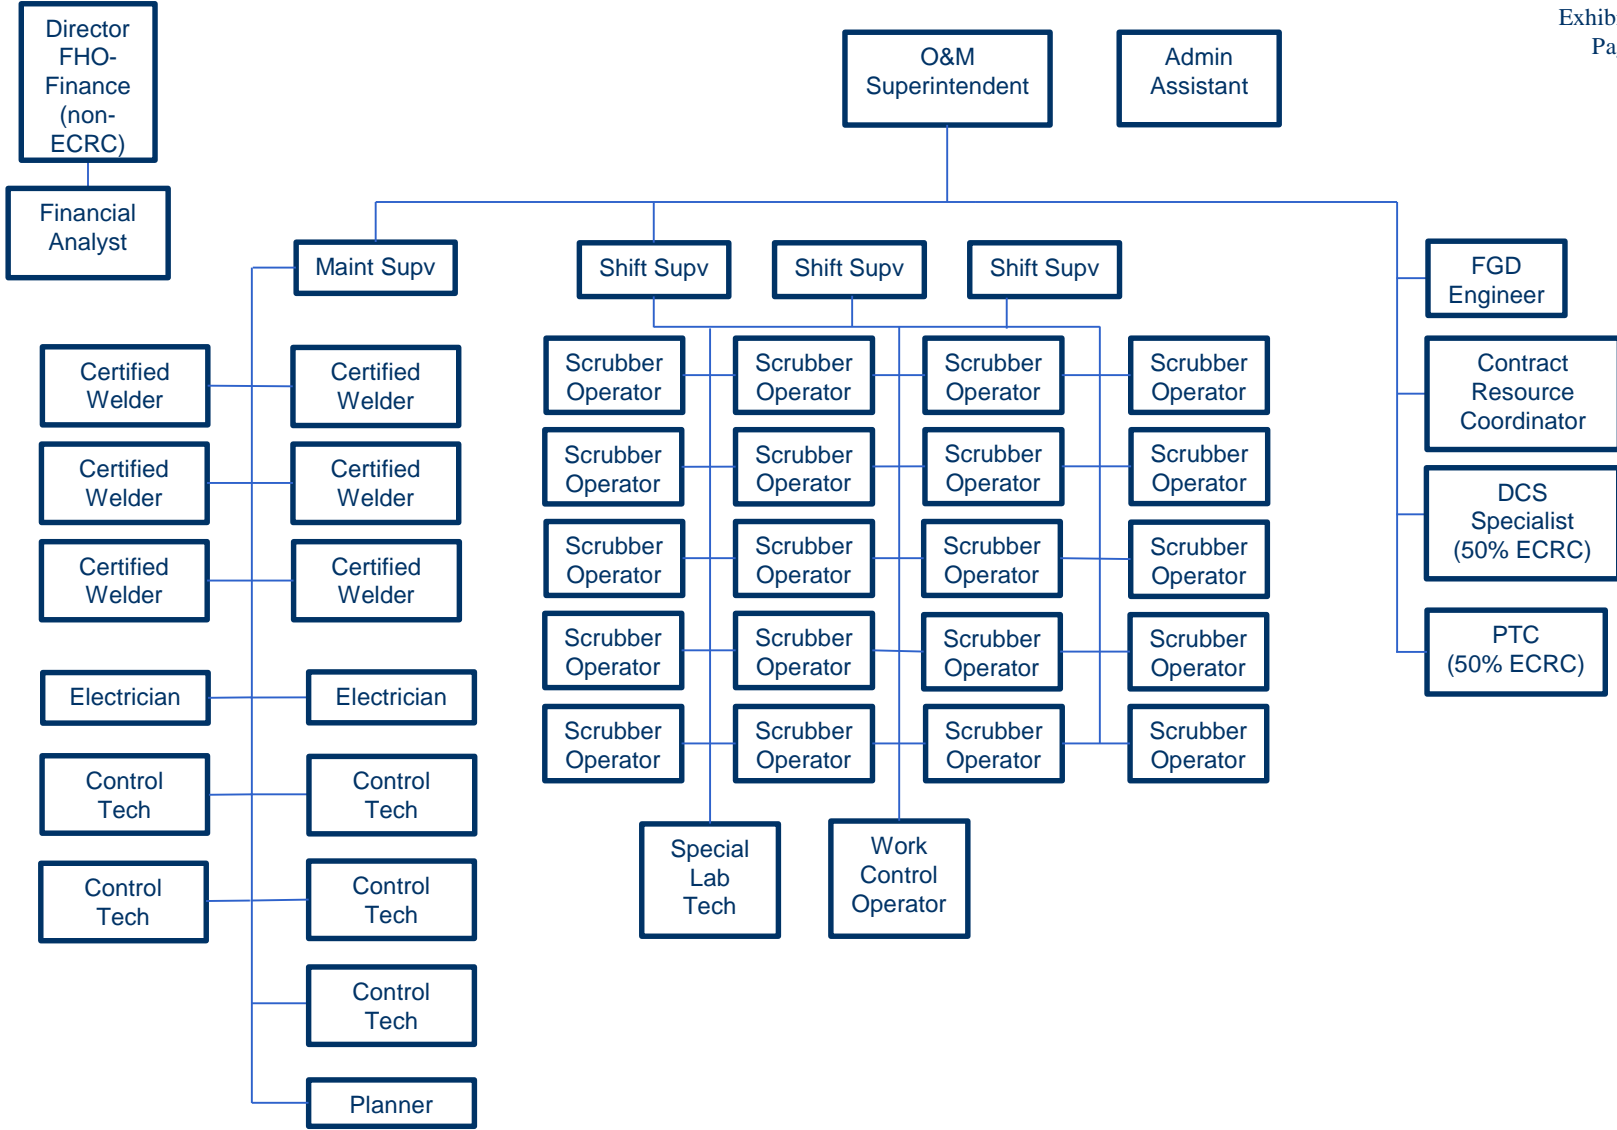 Director
FHO-
Finance
(non-
ECRC)
Financial
Analyst
O&M
Superintendent
Admin
Assistant
Maint Supv
Shift Supv
Shift Supv
Shift Supv
Certified
Welder
Certified
Welder
Certified
Welder
Certified
Welder
Certified
Welder
Certified
Welder
Electrician
Electrician
Control
Tech
Control
Tech
Control
Tech
Control
Tech
Control
Tech
Planner
Scrubber
Operator
Scrubber
Operator
Scrubber
Operator
Scrubber
Operator
Scrubber
Operator
Scrubber
Operator
Scrubber
Operator
Scrubber
Operator
Scrubber
Operator
Scrubber
Operator
Scrubber
Operator
Scrubber
Operator
Scrubber
Operator
Scrubber
Operator
Scrubber
Operator
Scrubber
Operator
Scrubber
Operator
Scrubber
Operator
Scrubber
Operator
Scrubber
Operator
Special
Lab
Tech
Work
Control
Operator
FGD
Engineer
Contract
Resource
Coordinator
DCS
Specialist
(50% ECRC)
PTC
(50% ECRC)